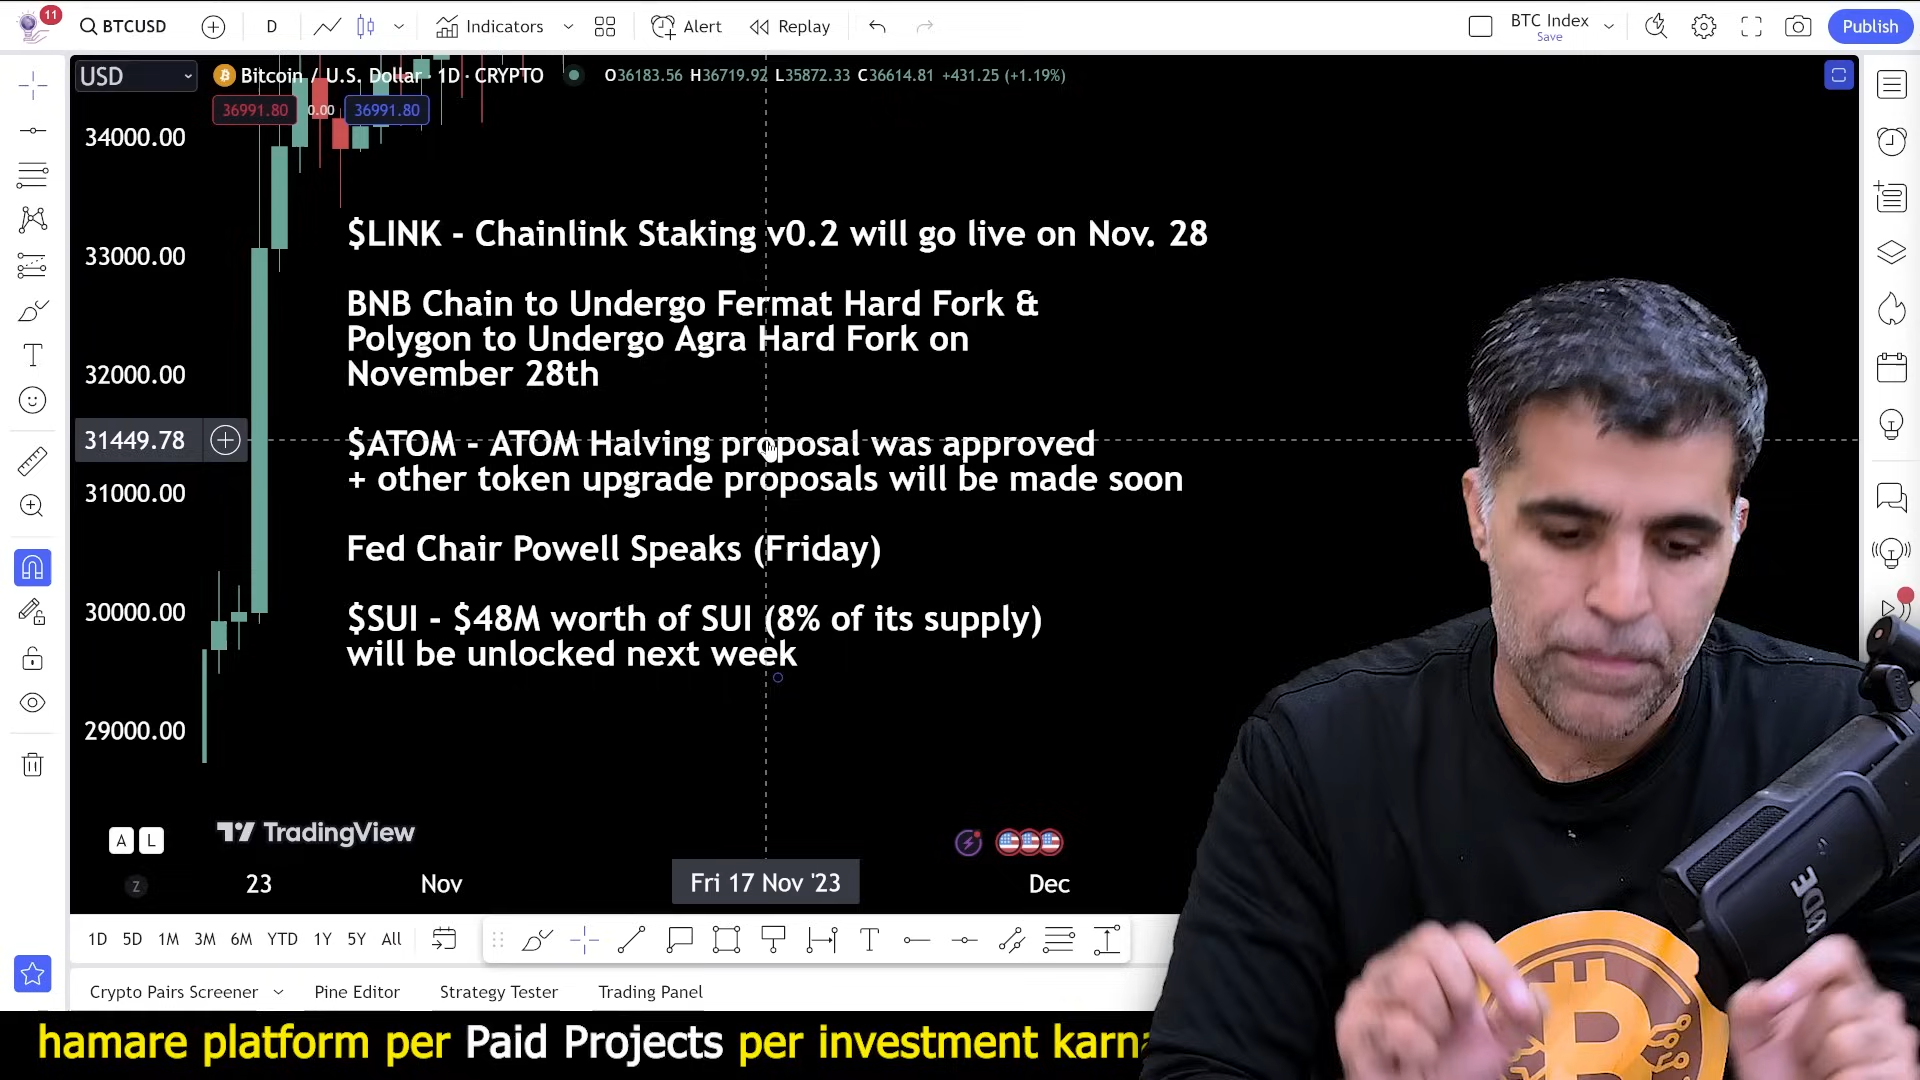 11
BTCUSD
D
Indicators
Alert
Replay
BTC Index
Save
Publish
USD
Bitcoin / U.S. Dollar · 1D · CRYPTO
O36183.56 H36719.92 L35872.33 C36614.81 +431.25 (+1.19%)
36991.80
0.00
36991.80
34000.00
33000.00
32000.00
31449.78
31000.00
30000.00
29000.00
$LINK - Chainlink Staking v0.2 will go live on Nov. 28
BNB Chain to Undergo Fermat Hard Fork &
Polygon to Undergo Agra Hard Fork on
November 28th
$ATOM - ATOM Halving proposal was approved
+ other token upgrade proposals will be made soon
Fed Chair Powell Speaks (Friday)
$SUI - $48M worth of SUI (8% of its supply)
will be unlocked next week
TradingView
A
L
Z
23
Nov
Fri 17 Nov '23
Dec
1D 5D 1M 3M 6M YTD 1Y 5Y All
Crypto Pairs Screener
Pine Editor
Strategy Tester
Trading Panel
RØDE
hamare platform per Paid Projects per investment karna